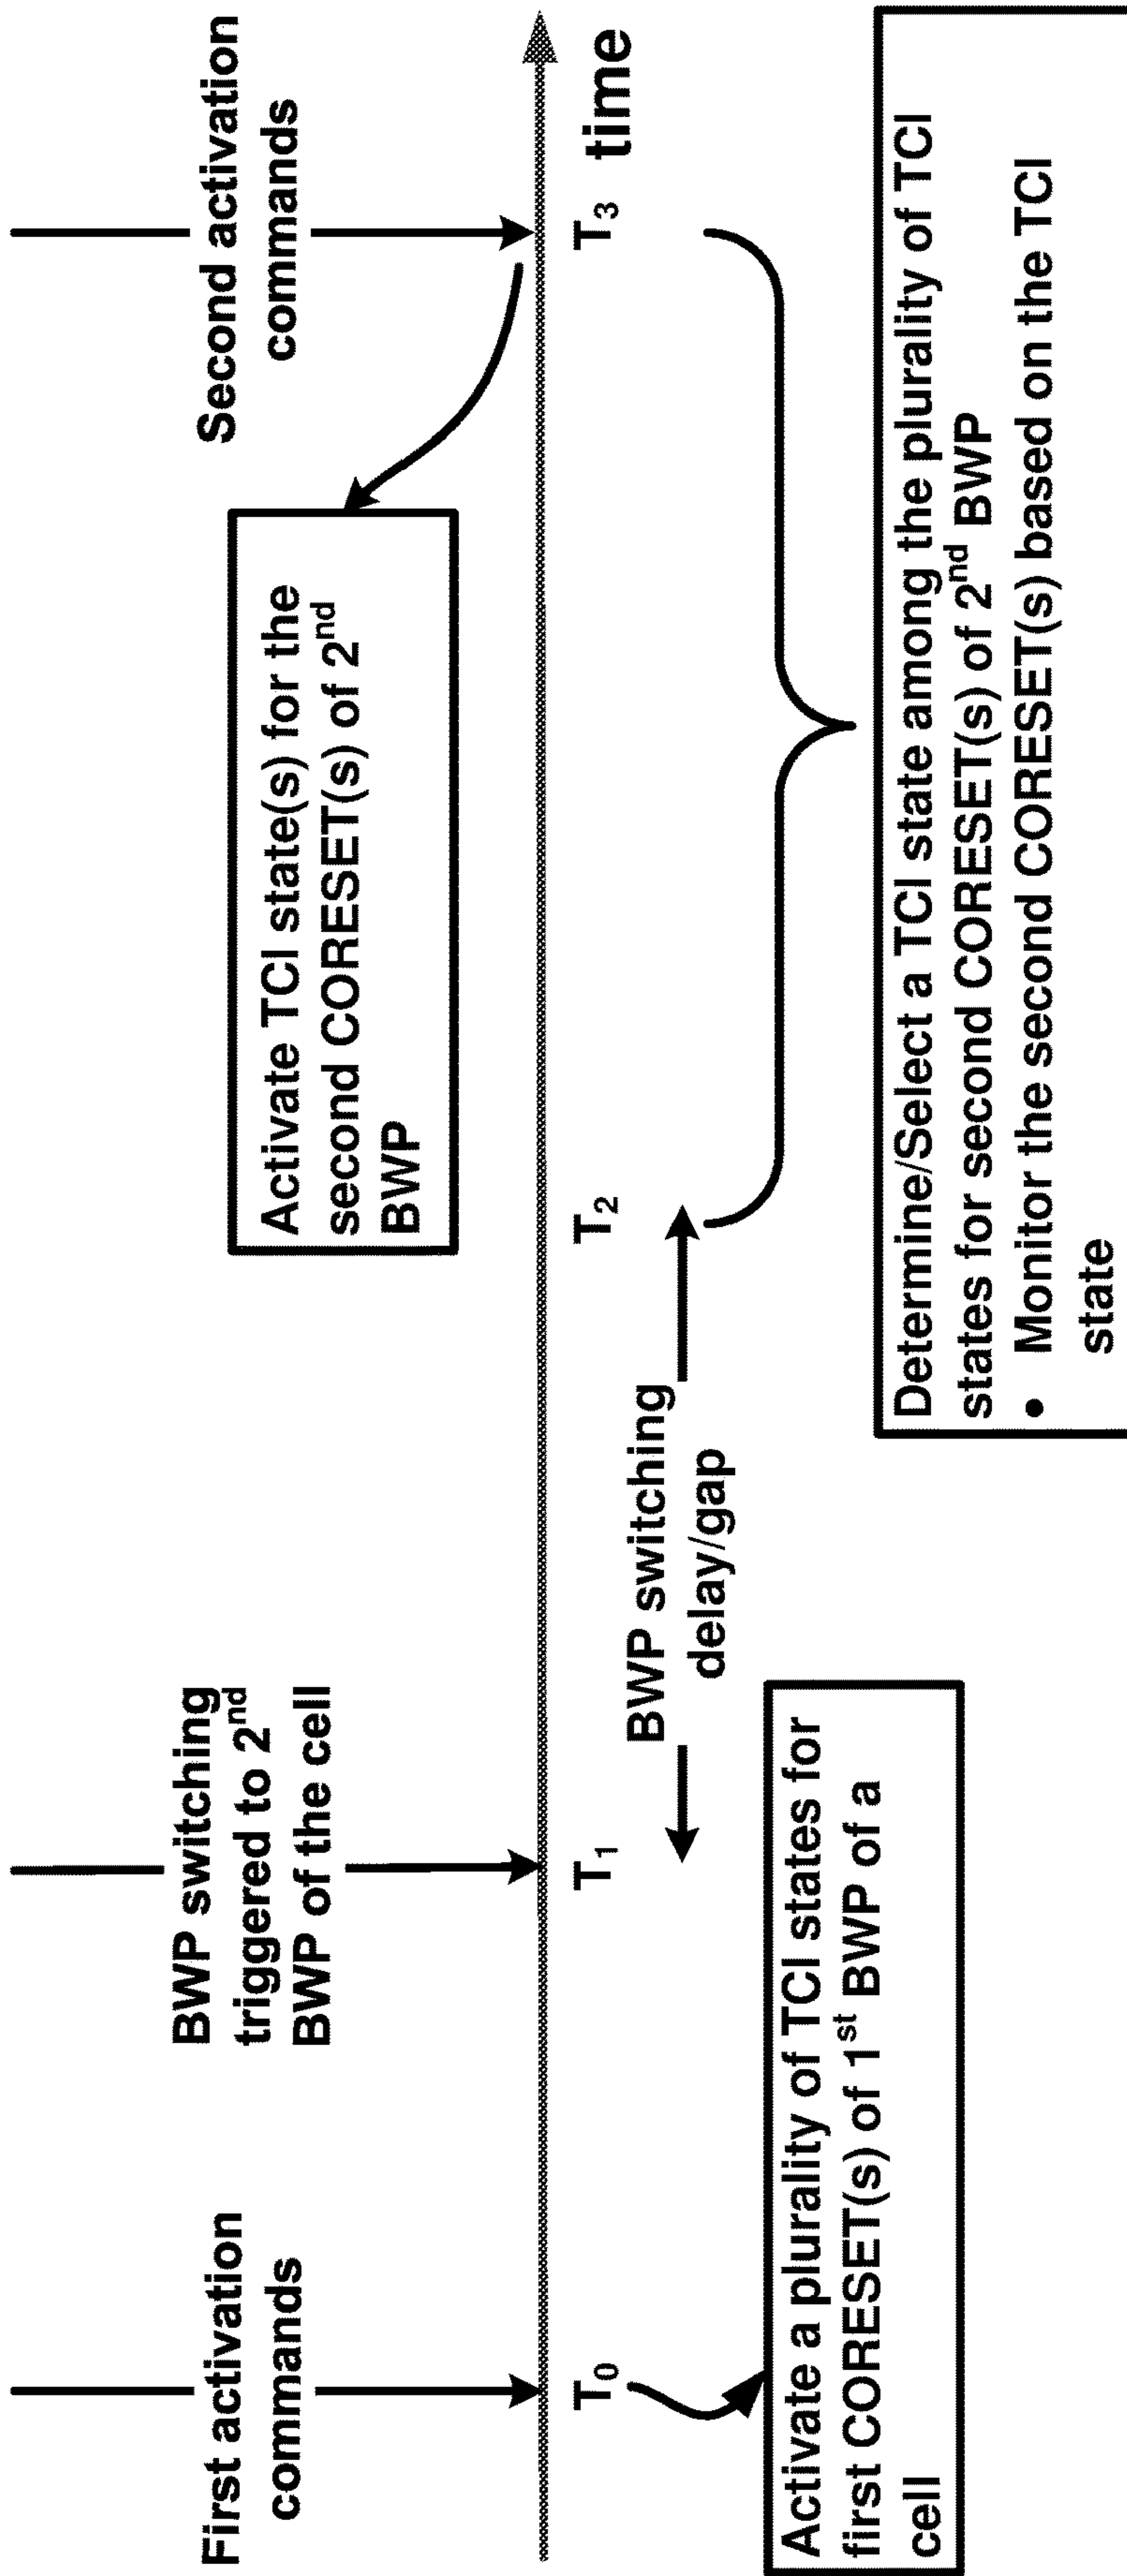 First activation
commands
BWP switching
triggered to 2nd
BWP of the cell
Second activation
commands
Activate TCI state(s) for the
second CORESET(s) of 2nd
BWP
T0
T1
T2
T3
time
BWP switching
delay/gap
Activate a plurality of TCI states for
first CORESET(s) of 1st BWP of a
cell
Determine/Select a TCI state among the plurality of TCI
states for second CORESET(s) of 2nd BWP
• Monitor the second CORESET(s) based on the TCI
state